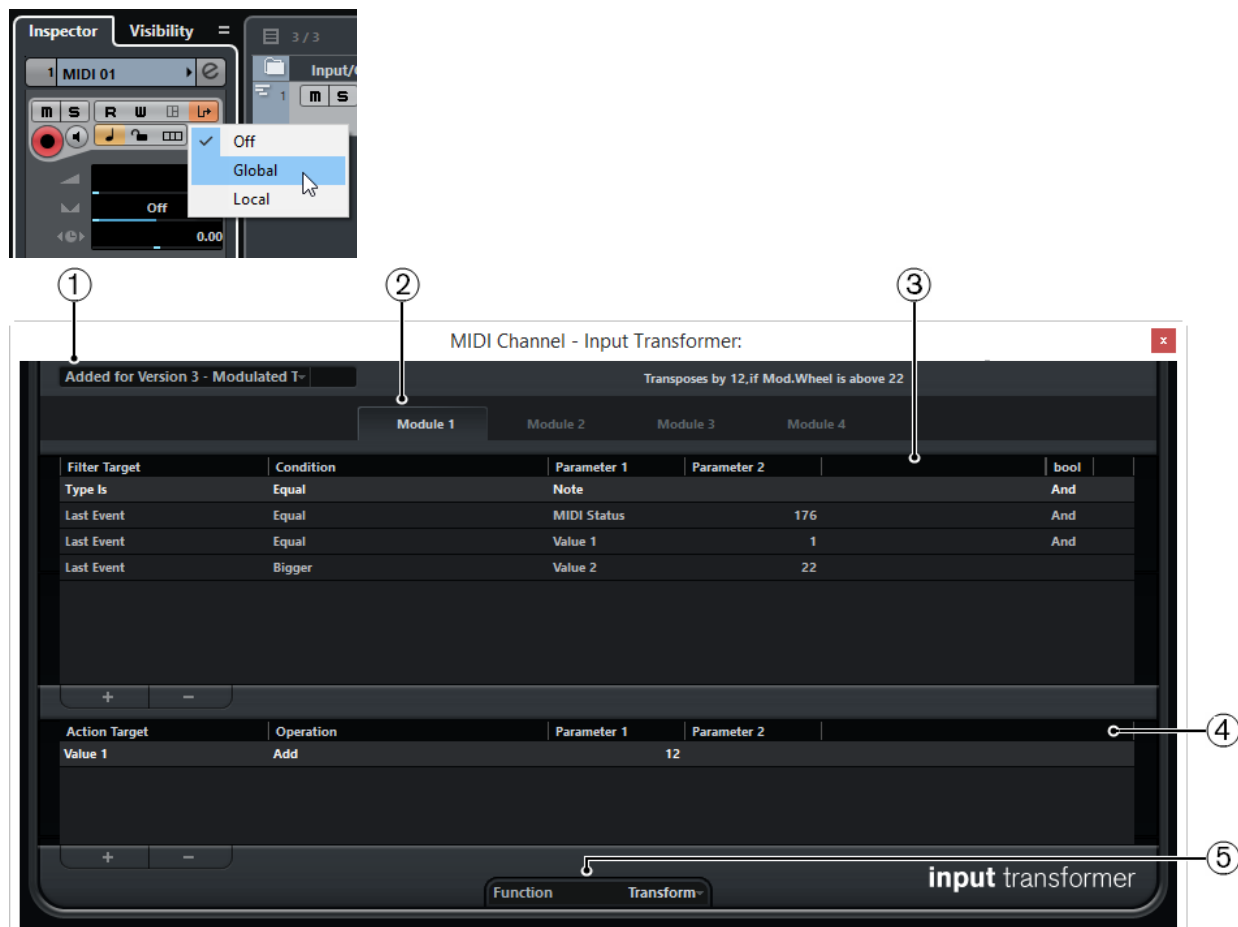 Inspector Visibility
3 / 3
1 MIDI 01 e
Input/
M S R W
1 M S
Off
Global
Local
Off
0.00
1 2 3
MIDI Channel - Input Transformer: x
Added for Version 3 - Modulated T
Transposes by 12,if Mod.Wheel is above 22
Module 1 Module 2 Module 3 Module 4
Filter Target Condition Parameter 1 Parameter 2 bool
Type Is Equal Note And
Last Event Equal MIDI Status 176 And
Last Event Equal Value 1 1 And
Last Event Bigger Value 2 22
+ −
Action Target Operation Parameter 1 Parameter 2
4
Value 1 Add 12
+ −
5
input transformer
Function Transform